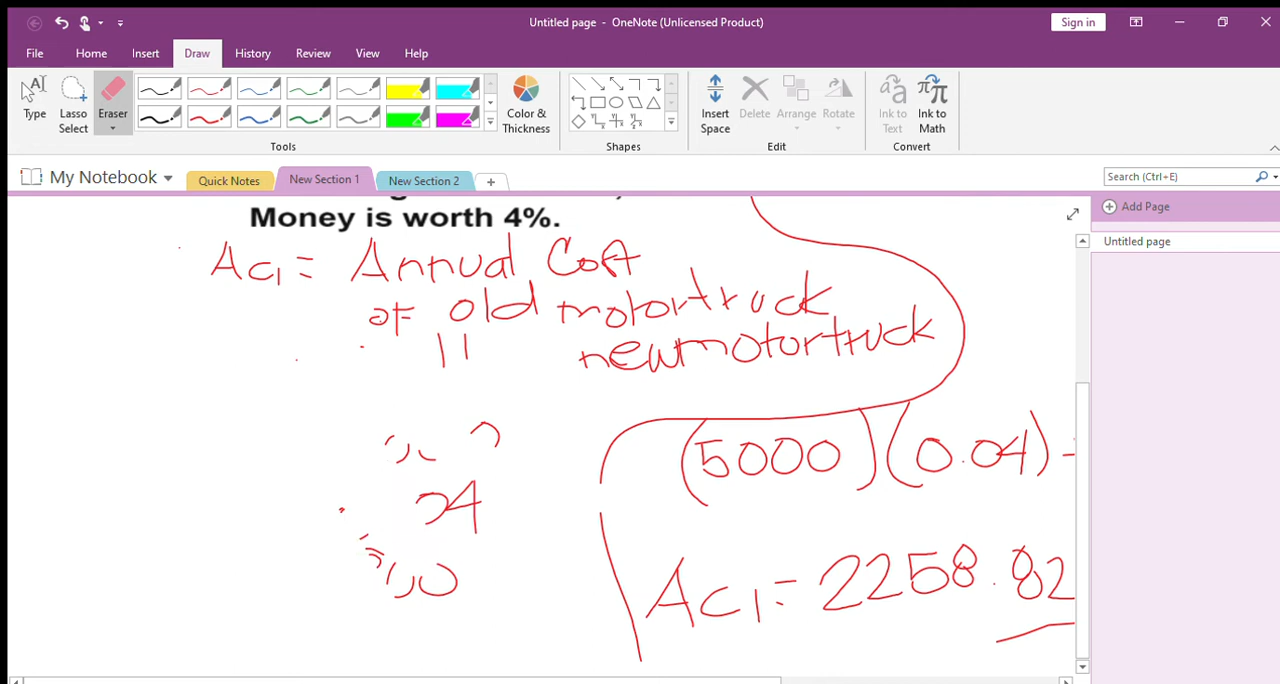 Untitled page - OneNote (Unlicensed Product)
Sign in
File Home Insert Draw History Review View Help
Type
Lasso Select
Eraser
Color & Thickness
Insert Space
Delete
Arrange
Rotate
Ink to Text
Ink to Math
Tools
Shapes
Edit
Convert
My Notebook
Quick Notes
New Section 1
New Section 2
Search (Ctrl+E)
Add Page
Untitled page
Money is worth 4%.
AC1 = Annual Cost
of old motortruck
11 newmotortruck
(5000)(0.04)
AC1 = 2258.82